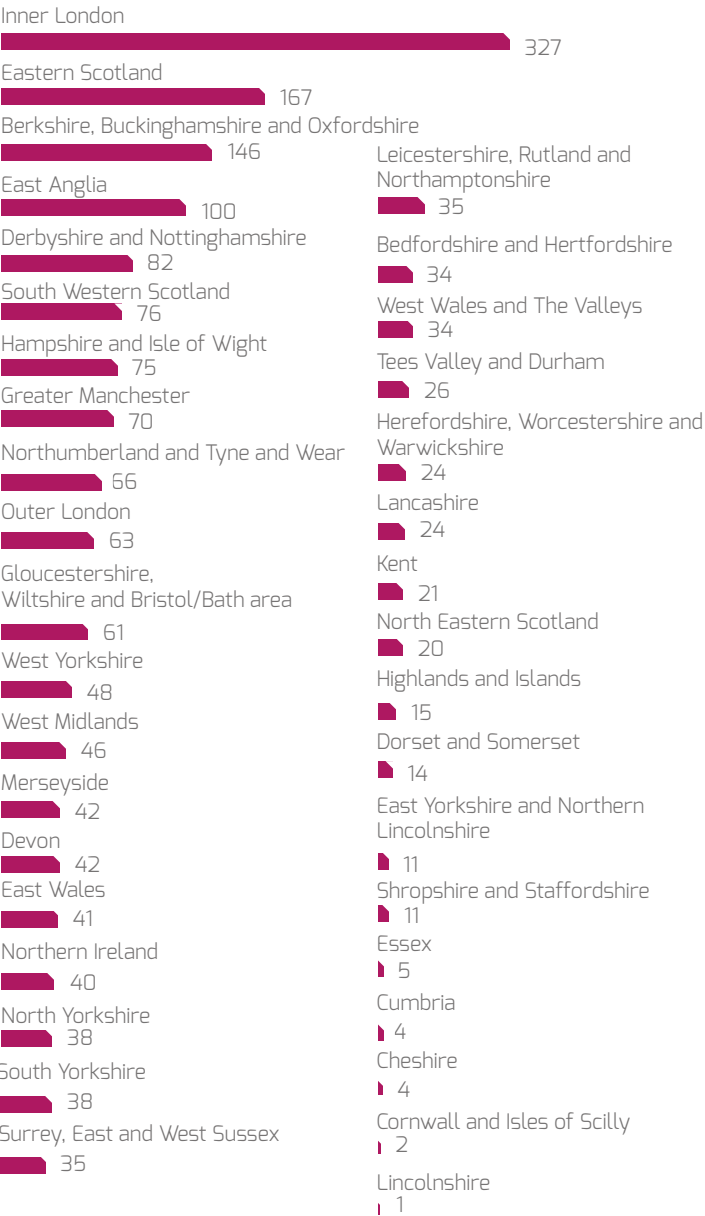 Inner London
327
Eastern Scotland
167
Berkshire, Buckinghamshire and Oxfordshire
146
East Anglia
100
Derbyshire and Nottinghamshire
82
South Western Scotland
76
Hampshire and Isle of Wight
75
Greater Manchester
70
Northumberland and Tyne and Wear
66
Outer London
63
Gloucestershire,
Wiltshire and Bristol/Bath area
61
West Yorkshire
48
West Midlands
46
Merseyside
42
Devon
42
East Wales
41
Northern Ireland
40
North Yorkshire
38
South Yorkshire
38
Surrey, East and West Sussex
35
Leicestershire, Rutland and
Northamptonshire
35
Bedfordshire and Hertfordshire
34
West Wales and The Valleys
34
Tees Valley and Durham
26
Herefordshire, Worcestershire and
Warwickshire
24
Lancashire
24
Kent
21
North Eastern Scotland
20
Highlands and Islands
15
Dorset and Somerset
14
East Yorkshire and Northern
Lincolnshire
11
Shropshire and Staffordshire
11
Essex
5
Cumbria
4
Cheshire
4
Cornwall and Isles of Scilly
2
Lincolnshire
1